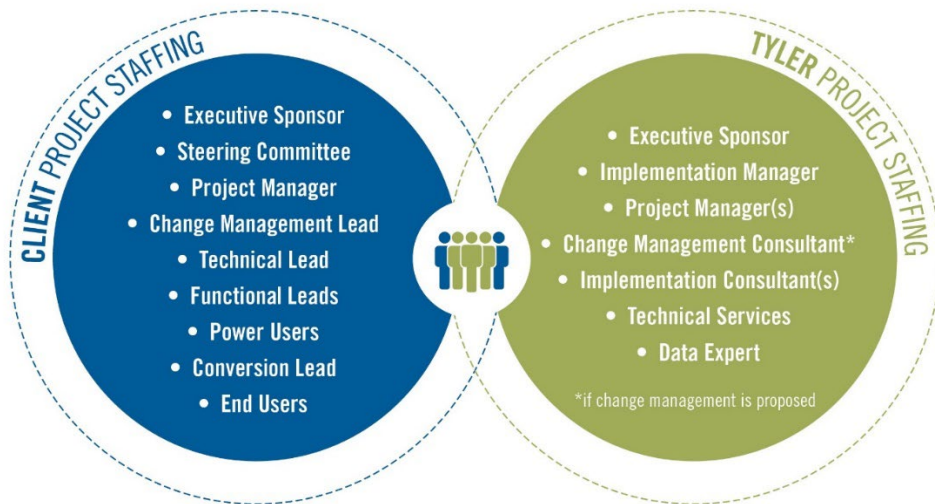 CLIENT PROJECT STAFFING
• Executive Sponsor
• Steering Committee
• Project Manager
• Change Management Lead
• Technical Lead
• Functional Leads
• Power Users
• Conversion Lead
• End Users
TYLER PROJECT STAFFING
• Executive Sponsor
• Implementation Manager
• Project Manager(s)
• Change Management Consultant*
• Implementation Consultant(s)
• Technical Services
• Data Expert
*if change management is proposed